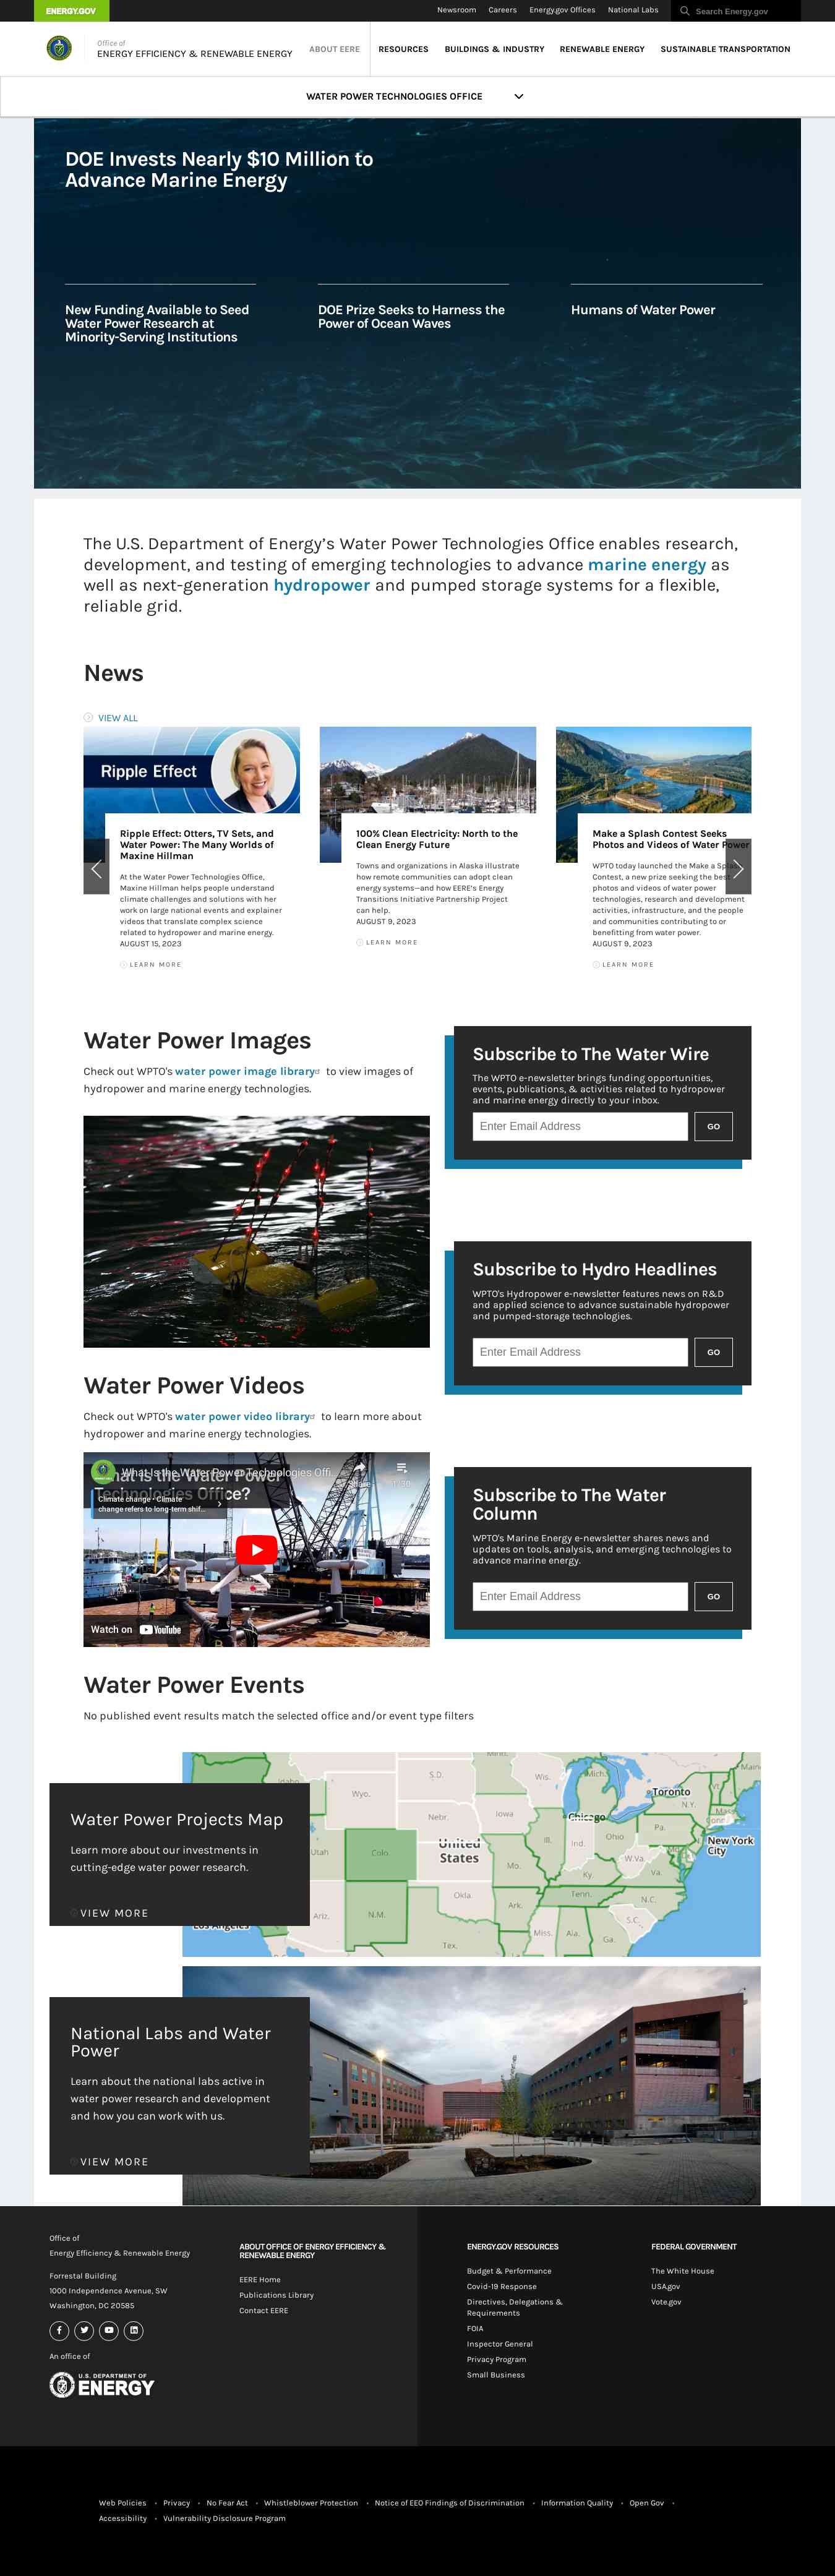 ENERGY.GOV
Newsroom Careers Energy.gov Offices National Labs Search Energy.gov
Office of
ENERGY EFFICIENCY & RENEWABLE ENERGY
ABOUT EERE RESOURCES BUILDINGS & INDUSTRY RENEWABLE ENERGY SUSTAINABLE TRANSPORTATION
WATER POWER TECHNOLOGIES OFFICE
DOE Invests Nearly $10 Million to
Advance Marine Energy
New Funding Available to Seed
Water Power Research at
Minority-Serving Institutions
DOE Prize Seeks to Harness the
Power of Ocean Waves
Humans of Water Power
The U.S. Department of Energy’s Water Power Technologies Office enables research,
development, and testing of emerging technologies to advance marine energy as
well as next-generation hydropower and pumped storage systems for a flexible,
reliable grid.
News
VIEW ALL
Ripple Effect
Ripple Effect: Otters, TV Sets, and
Water Power: The Many Worlds of
Maxine Hillman
At the Water Power Technologies Office,
Maxine Hillman helps people understand
climate challenges and solutions with her
work on large national events and explainer
videos that translate complex science
related to hydropower and marine energy.
AUGUST 15, 2023
LEARN MORE
100% Clean Electricity: North to the
Clean Energy Future
Towns and organizations in Alaska illustrate
how remote communities can adopt clean
energy systems—and how EERE’s Energy
Transitions Initiative Partnership Project
can help.
AUGUST 9, 2023
LEARN MORE
Make a Splash Contest Seeks
Photos and Videos of Water Power
WPTO today launched the Make a Splash
Contest, a new prize seeking the best
photos and videos of water power
technologies, research and development
activities, infrastructure, and the people
and communities contributing to or
benefitting from water power.
AUGUST 9, 2023
LEARN MORE
Water Power Images
Check out WPTO's water power image library to view images of
hydropower and marine energy technologies.
Subscribe to The Water Wire
The WPTO e-newsletter brings funding opportunities,
events, publications, & activities related to hydropower
and marine energy directly to your inbox.
Enter Email Address GO
Subscribe to Hydro Headlines
WPTO's Hydropower e-newsletter features news on R&D
and applied science to advance sustainable hydropower
and pumped-storage technologies.
Enter Email Address GO
Water Power Videos
Check out WPTO's water power video library to learn more about
hydropower and marine energy technologies.
What Is the Water Power Technologies Offi...
What is the Water Power
Technologies Office?
Share
Climate change - Climate
change refers to long-term shif...
Watch on YouTube
Subscribe to The Water
Column
WPTO's Marine Energy e-newsletter shares news and
updates on tools, analysis, and emerging technologies to
advance marine energy.
Enter Email Address GO
Water Power Events
No published event results match the selected office and/or event type filters
Water Power Projects Map
Learn more about our investments in
cutting-edge water power research.
VIEW MORE
Idaho
Wyo.
S.D.
Minn.
Wis.
Mich.
Toronto
N.Y.
Mass.
Conn.
Nebr.
Iowa
Chicago
Pa.
New York
City
Utah
Colo.
United
States
Ill.
Ind.
Ohio
W.Va.
Va.
Mo.
Ky.
Okla.
Tenn.
N.C.
Ariz.
N.M.
Ark.
S.C.
Los Angeles
Tex.
Miss.
Ala.
Ga.
National Labs and Water
Power
Learn about the national labs active in
water power research and development
and how you can work with us.
VIEW MORE
Office of
Energy Efficiency & Renewable Energy
Forrestal Building
1000 Independence Avenue, SW
Washington, DC 20585
An office of
U.S. DEPARTMENT OF
ENERGY
ABOUT OFFICE OF ENERGY EFFICIENCY &
RENEWABLE ENERGY
EERE Home
Publications Library
Contact EERE
ENERGY.GOV RESOURCES
Budget & Performance
Covid-19 Response
Directives, Delegations &
Requirements
FOIA
Inspector General
Privacy Program
Small Business
FEDERAL GOVERNMENT
The White House
USA.gov
Vote.gov
Web Policies • Privacy • No Fear Act • Whistleblower Protection • Notice of EEO Findings of Discrimination • Information Quality • Open Gov •
Accessibility • Vulnerability Disclosure Program